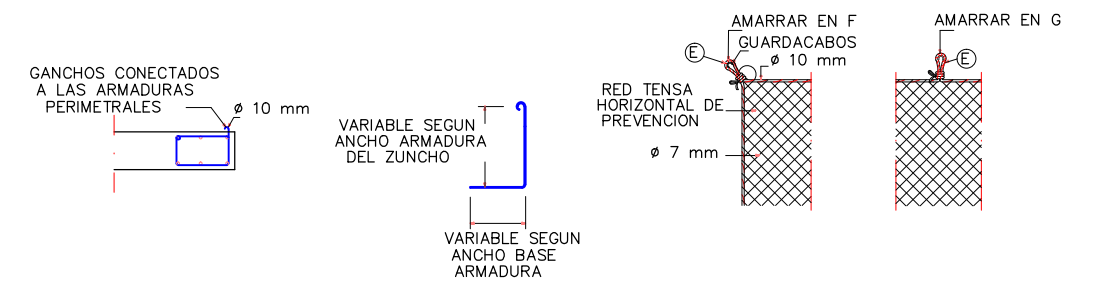 GANCHOS CONECTADOS
A LAS ARMADURAS
PERIMETRALES
ø 10 mm
VARIABLE SEGUN
ANCHO ARMADURA
DEL ZUNCHO
VARIABLE SEGUN
ANCHO BASE
ARMADURA
AMARRAR EN F
GUARDACABOS
ø 10 mm
E
RED TENSA
HORIZONTAL DE
PREVENCION
ø 7 mm
AMARRAR EN G
E